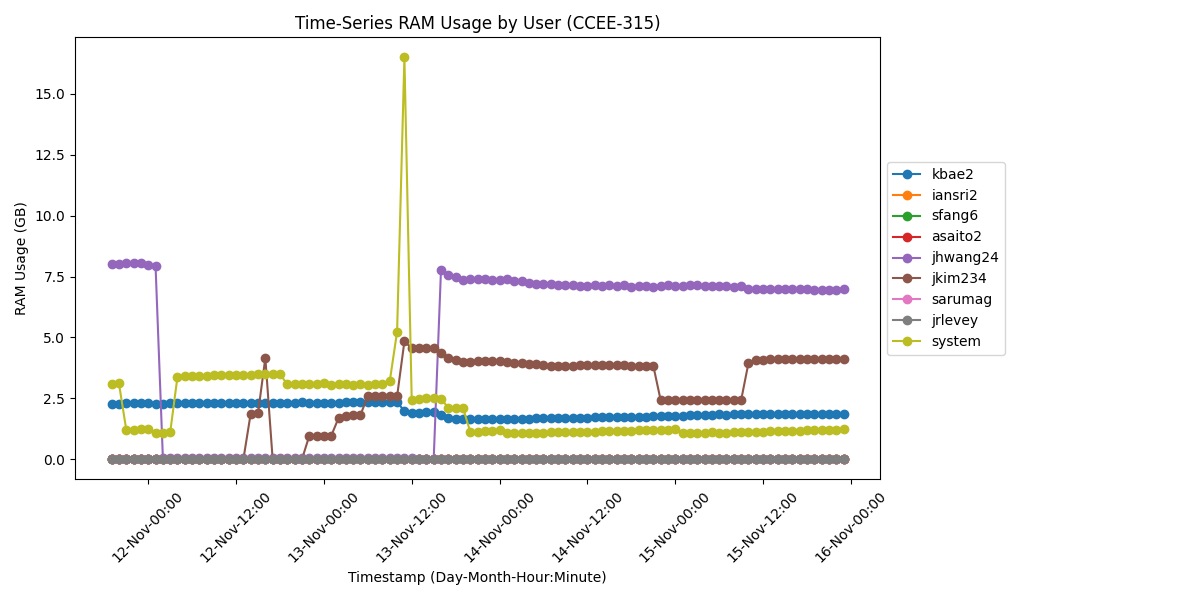 Time-Series RAM Usage by User (CCEE-315)
RAM Usage (GB)
15.0
12.5
10.0
7.5
5.0
2.5
0.0
12-Nov-00:00
12-Nov-12:00
13-Nov-00:00
13-Nov-12:00
14-Nov-00:00
14-Nov-12:00
15-Nov-00:00
15-Nov-12:00
16-Nov-00:00
Timestamp (Day-Month-Hour:Minute)
kbae2
iansri2
sfang6
asaito2
jhwang24
jkim234
sarumag
jrlevey
system